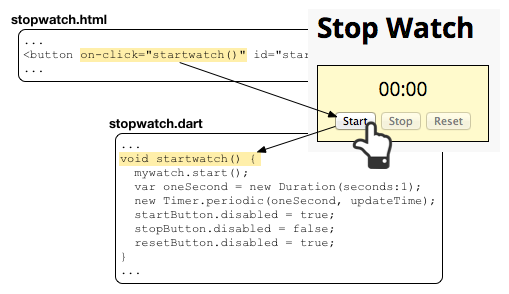 stopwatch.html
...
<button on-click="startwatch()" id="star
...
Stop Watch
00:00
Start Stop Reset
stopwatch.dart
...
void startwatch() {
mywatch.start();
var oneSecond = new Duration(seconds:1);
new Timer.periodic(oneSecond, updateTime);
startButton.disabled = true;
stopButton.disabled = false;
resetButton.disabled = true;
}
...